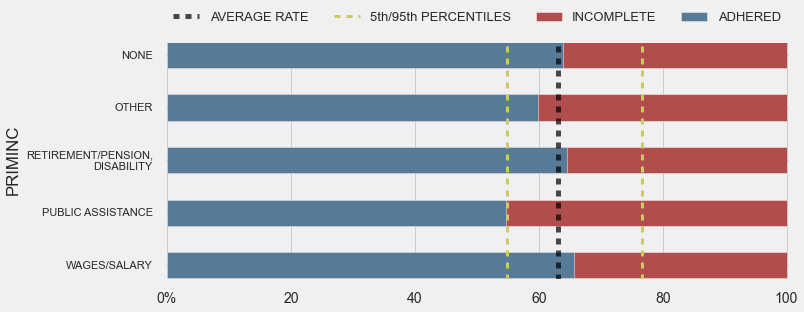 AVERAGE RATE
5th/95th PERCENTILES
INCOMPLETE
ADHERED
PRIMINC
NONE
OTHER
RETIREMENT/PENSION,
DISABILITY
PUBLIC ASSISTANCE
WAGES/SALARY
0%
20
40
60
80
100